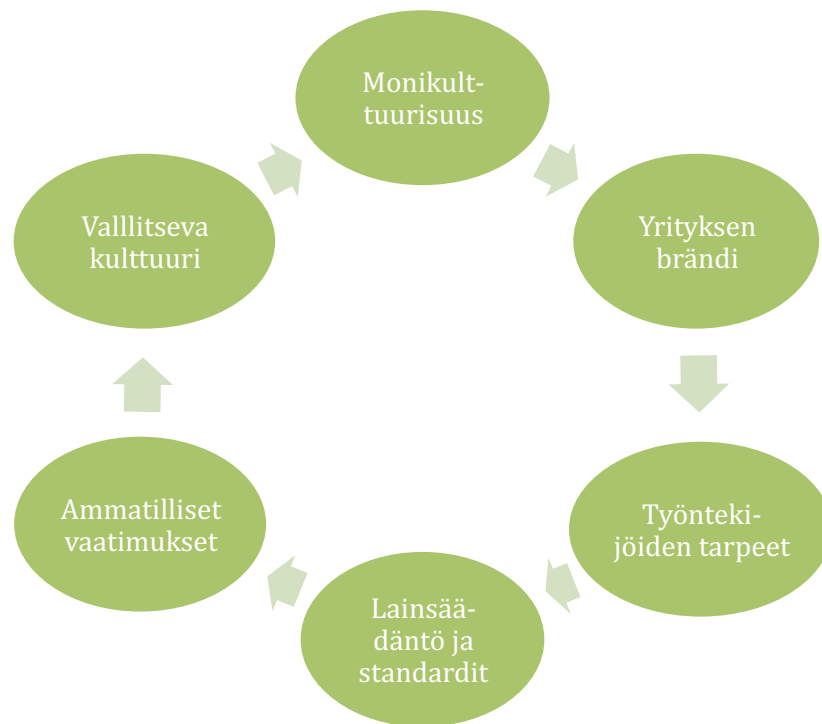 Monikult-
tuurisuus
Yrityksen
brändi
Työnteki-
jöiden tarpeet
Lainsää-
däntö ja
standardit
Ammatilliset
vaatimukset
Valllitseva
kulttuuri